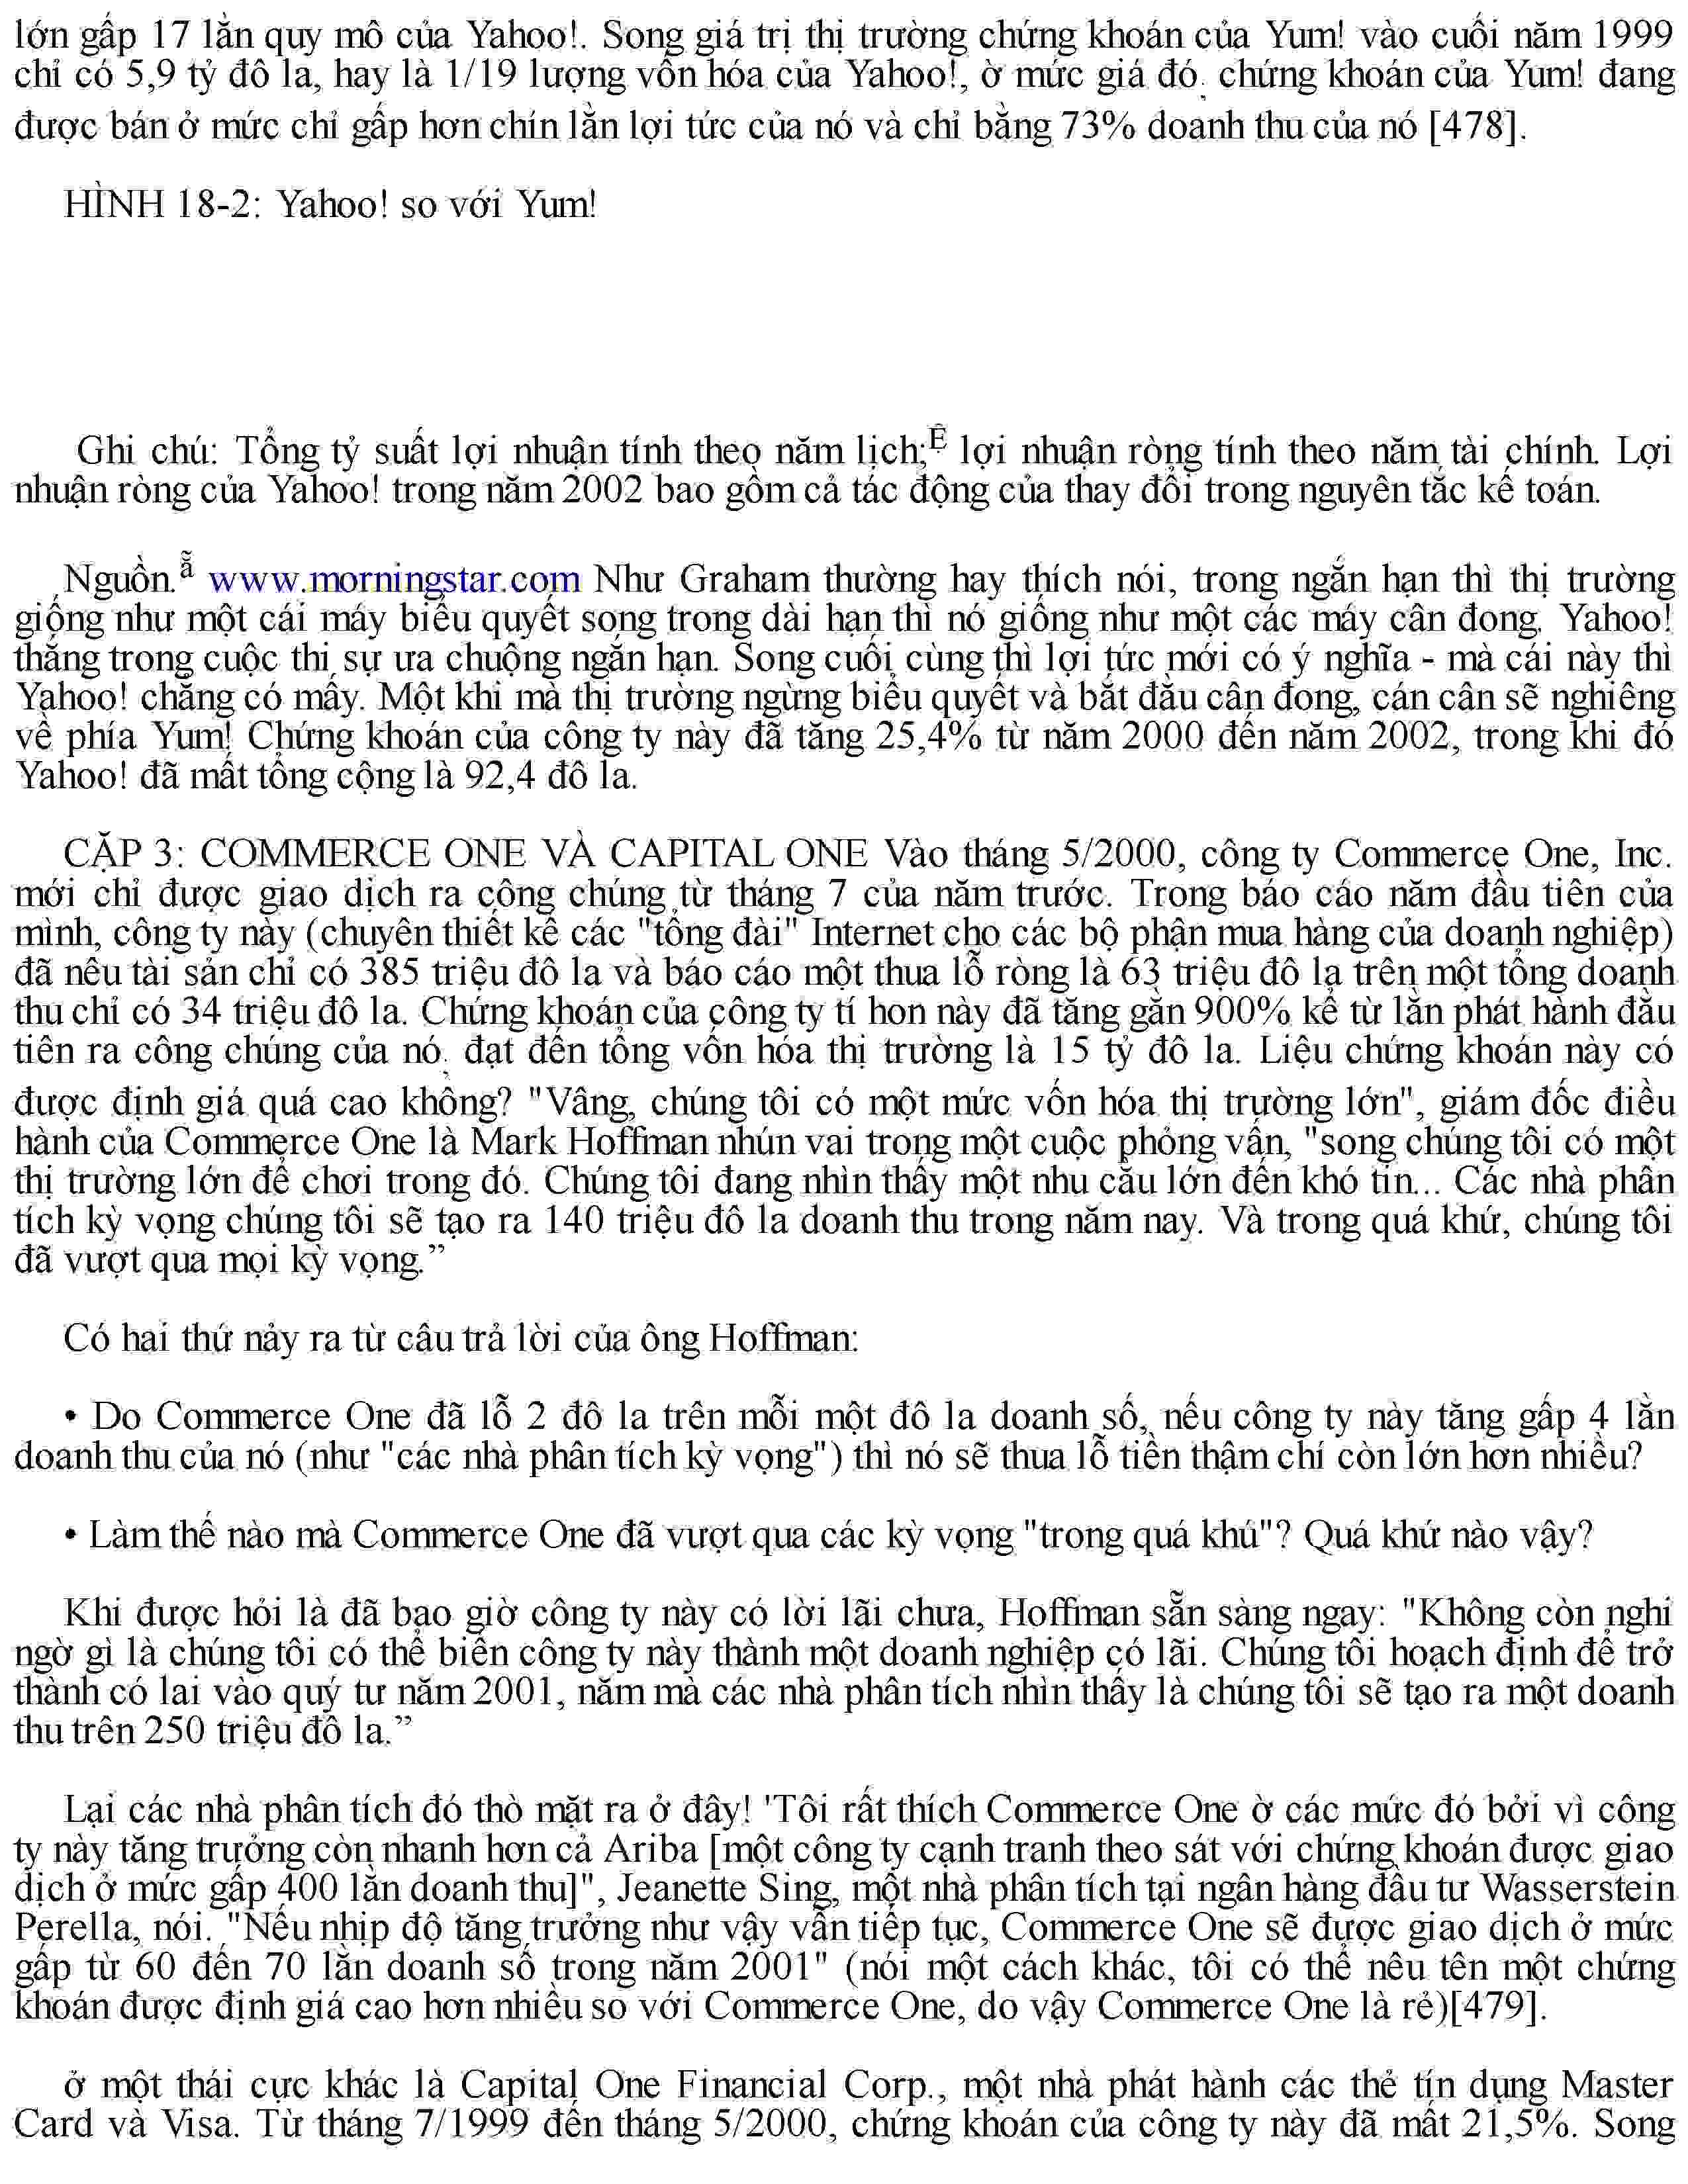 lớn gấp 17 lần quy mô của Yahoo!. Song giá trị thị trường chứng khoán của Yum! vào cuối năm 1999
chỉ có 5,9 tỷ đô la, hay là 1/19 lượng vốn hóa của Yahoo!, ờ mức giá đó. chứng khoán của Yum! đang
được bán ở mức chỉ gấp hơn chín lần lợi tức của nó và chỉ bằng 73% doanh thu của nó [478].
HÌNH 18-2: Yahoo! so với Yum!
Ghi chú: Tổng tỷ suất lợi nhuận tính theo năm lịch;Ệ lợi nhuận ròng tính theo năm tài chính. Lợi
nhuận ròng của Yahoo! trong năm 2002 bao gồm cả tác động của thay đổi trong nguyên tắc kế toán.
Nguồn.ẫ www.morningstar.com Như Graham thường hay thích nói, trong ngắn hạn thì thị trường
giống như một cái máy biểu quyết song trong dài hạn thì nó giống như một các máy cân đong. Yahoo!
thắng trong cuộc thi sự ưa chuộng ngắn hạn. Song cuối cùng thì lợi tức mới có ý nghĩa - mà cái này thì
Yahoo! chẳng có mấy. Một khi mà thị trường ngừng biểu quyết và bắt đầu cân đong, cán cân sẽ nghiêng
về phía Yum! Chứng khoán của công ty này đã tăng 25,4% từ năm 2000 đến năm 2002, trong khi đó
Yahoo! đã mất tổng cộng là 92,4 đô la.
CẶP 3: COMMERCE ONE VÀ CAPITAL ONE Vào tháng 5/2000, công ty Commerce One, Inc.
mới chỉ được giao dịch ra công chúng từ tháng 7 của năm trước. Trong báo cáo năm đầu tiên của
mình, công ty này (chuyên thiết kế các "tổng đài" Internet cho các bộ phận mua hàng của doanh nghiệp)
đã nêu tài sản chỉ có 385 triệu đô la và báo cáo một thua lỗ ròng là 63 triệu đô la trên một tổng doanh
thu chỉ có 34 triệu đô la. Chứng khoán của công ty tí hon này đã tăng gần 900% kể từ lần phát hành đầu
tiên ra công chúng của nó. đạt đến tổng vốn hóa thị trường là 15 tỷ đô la. Liệu chứng khoán này có
được định giá quá cao không? "Vâng, chúng tôi có một mức vốn hóa thị trường lớn", giám đốc điều
hành của Commerce One là Mark Hoffman nhún vai trong một cuộc phỏng vấn, "song chúng tôi có một
thị trường lớn để chơi trong đó. Chúng tôi đang nhìn thấy một nhu cầu lớn đến khó tin... Các nhà phân
tích kỳ vọng chúng tôi sẽ tạo ra 140 triệu đô la doanh thu trong năm nay. Và trong quá khứ, chúng tôi
đã vượt qua mọi kỳ vọng.”
Có hai thứ nảy ra từ câu trả lời của ông Hoffman:
• Do Commerce One đã lỗ 2 đô la trên mỗi một đô la doanh số, nếu công ty này tăng gấp 4 lần
doanh thu của nó (như "các nhà phân tích kỳ vọng") thì nó sẽ thua lỗ tiền thậm chí còn lớn hơn nhiều?
• Làm thế nào mà Commerce One đã vượt qua các kỳ vọng "trong quá khú"? Quá khứ nào vậy?
Khi được hỏi là đã bao giờ công ty này có lời lãi chưa, Hoffman sẵn sàng ngay: "Không còn nghi
ngờ gì là chúng tôi có thể biến công ty này thành một doanh nghiệp có lãi. Chúng tôi hoạch định để trở
thành có lai vào quý tư năm 2001, năm mà các nhà phân tích nhìn thấy là chúng tôi sẽ tạo ra một doanh
thu trên 250 triệu đô la.”
Lại các nhà phân tích đó thò mặt ra ở đây! 'Tôi rất thích Commerce One ờ các mức đó bởi vì công
ty này tăng trưởng còn nhanh hơn cả Ariba [một công ty cạnh tranh theo sát với chứng khoán được giao
dịch ở mức gấp 400 lần doanh thu]", Jeanette Sing, một nhà phân tích tại ngân hàng đầu tư Wasserstein
Perella, nói. "Nếu nhịp độ tăng trưởng như vậy vẫn tiếp tục, Commerce One sẽ được giao dịch ở mức
gấp từ 60 đến 70 lần doanh số trong năm 2001" (nói một cách khác, tôi có thể nêu tên một chứng
khoán được định giá cao hơn nhiều so với Commerce One, do vậy Commerce One là rẻ)[479].
ở một thái cực khác là Capital One Financial Corp., một nhà phát hành các thẻ tín dụng Master
Card và Visa. Từ tháng 7/1999 đến tháng 5/2000, chứng khoán của công ty này đã mất 21,5%. Song